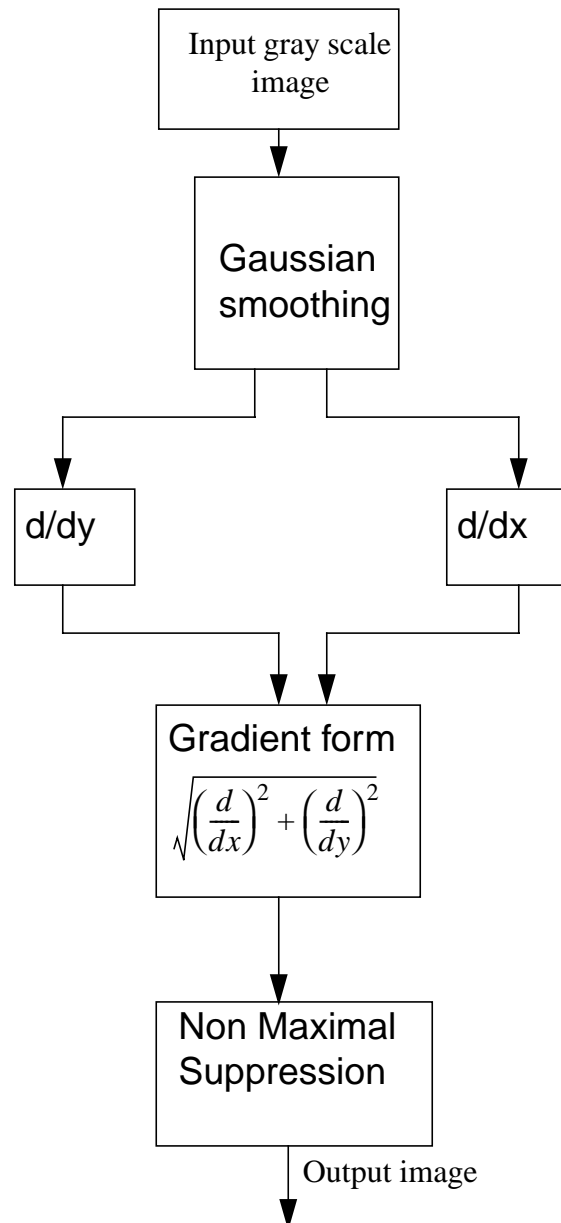 Input gray scale
image
Gaussian
smoothing
d/dy
d/dx
Gradient form
√((d/dx)² + (d/dy)²)
Non Maximal
Suppression
Output image